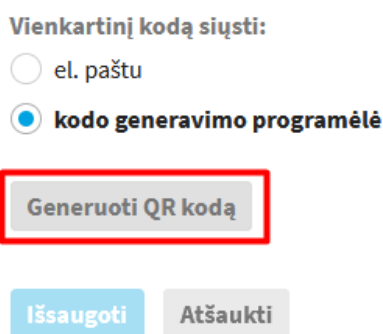 Vienkartinį kodą siųsti:
el. paštu
kodo generavimo programėlė
Generuoti QR kodą
Išsaugoti Atšaukti